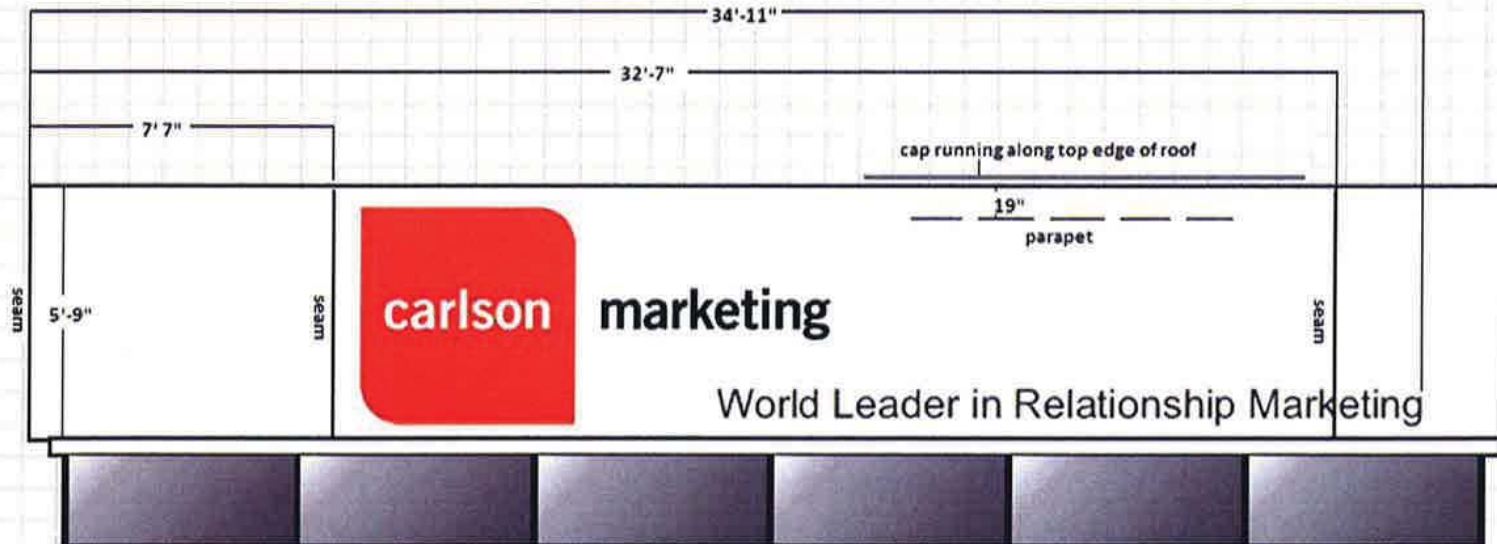 34'-11"
32'-7"
7' 7"
cap running along top edge of roof
19"
parapet
seam
5'-9"
seam
carlson marketing
seam
World Leader in Relationship Marketing